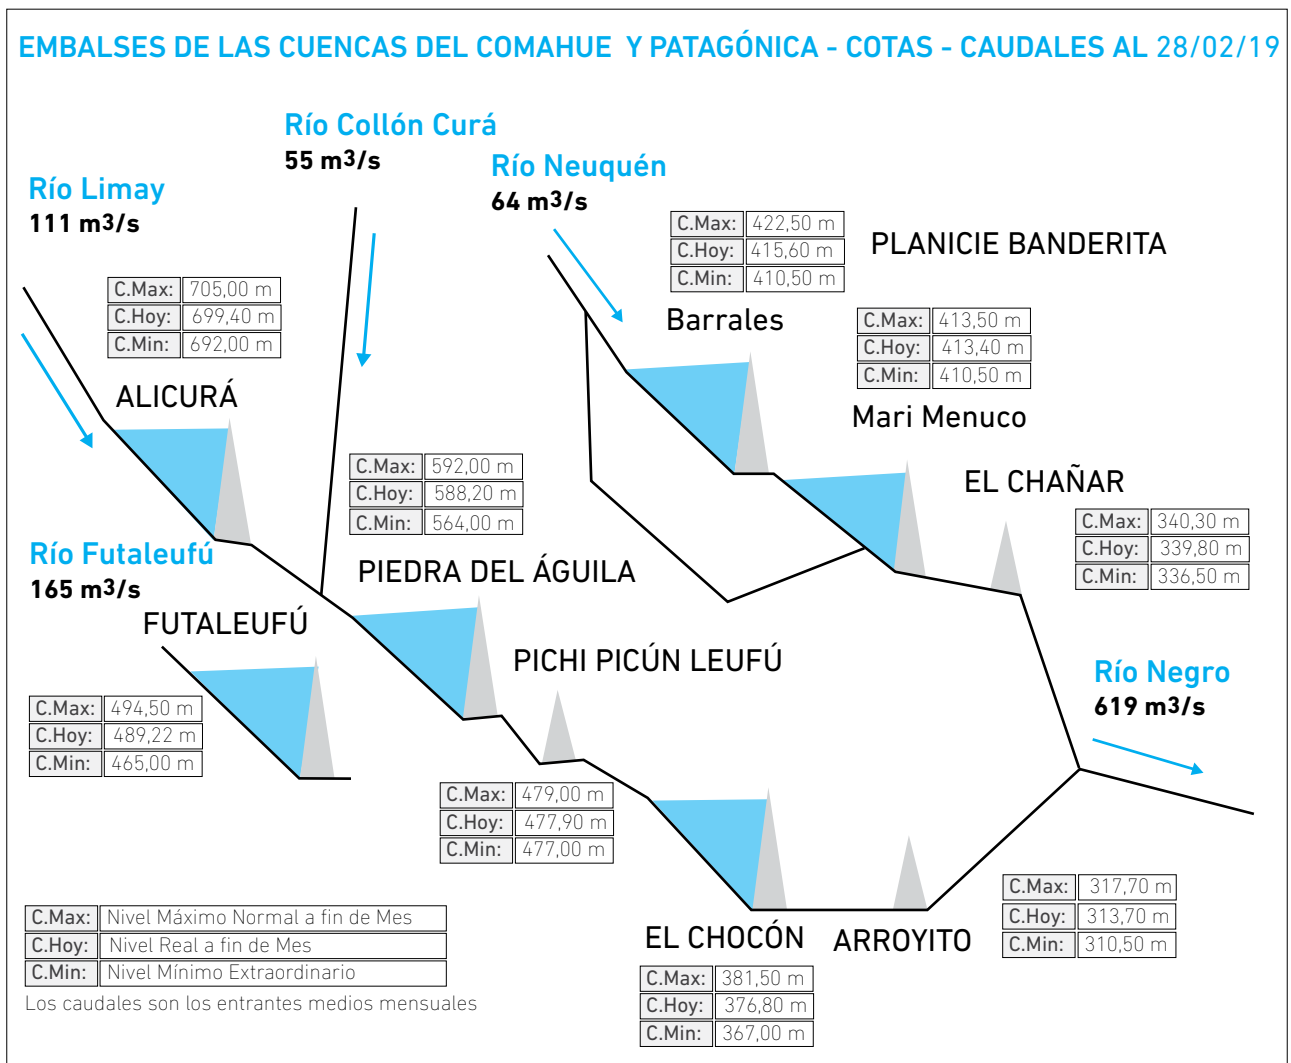 EMBALSES DE LAS CUENCAS DEL COMAHUE Y PATAGÓNICA - COTAS - CAUDALES AL 28/02/19
Río Collón Curá
55 m3/s
Río Neuquén
64 m3/s
Río Limay
111 m3/s
C.Max: 422,50 m
C.Hoy: 415,60 m
C.Min: 410,50 m
PLANICIE BANDERITA
Barrales
C.Max: 705,00 m
C.Hoy: 699,40 m
C.Min: 692,00 m
ALICURÁ
C.Max: 413,50 m
C.Hoy: 413,40 m
C.Min: 410,50 m
Mari Menuco
C.Max: 592,00 m
C.Hoy: 588,20 m
C.Min: 564,00 m
PIEDRA DEL ÁGUILA
EL CHAÑAR
C.Max: 340,30 m
C.Hoy: 339,80 m
C.Min: 336,50 m
Río Futaleufú
165 m3/s
FUTALEUFÚ
C.Max: 494,50 m
C.Hoy: 489,22 m
C.Min: 465,00 m
PICHI PICÚN LEUFÚ
C.Max: 479,00 m
C.Hoy: 477,90 m
C.Min: 477,00 m
Río Negro
619 m3/s
C.Max: 317,70 m
C.Hoy: 313,70 m
C.Min: 310,50 m
EL CHOCÓN
ARROYITO
C.Max: 381,50 m
C.Hoy: 376,80 m
C.Min: 367,00 m
C.Max: Nivel Máximo Normal a fin de Mes
C.Hoy: Nivel Real a fin de Mes
C.Min: Nivel Mínimo Extraordinario
Los caudales son los entrantes medios mensuales